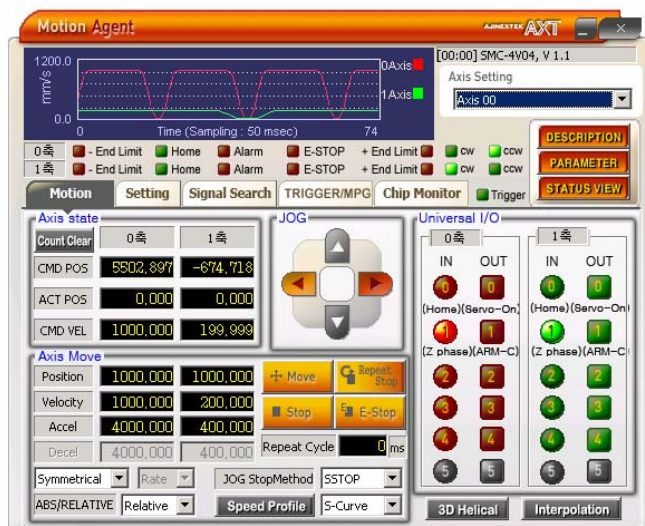 Motion Agent
AJINEXTEK AXT
1200.0
mm/s
0.0
0 Time (Sampling : 50 msec) 74
0Axis
1Axis
[00:00] SMC-4V04, V 1.1
Axis Setting
Axis 00
0축 - End Limit Home Alarm E-STOP + End Limit cw ccw
1축 - End Limit Home Alarm E-STOP + End Limit cw ccw
DESCRIPTION
PARAMETER
STATUS VIEW
Motion Setting Signal Search TRIGGER/MPG Chip Monitor Trigger
Axis state
Count Clear 0축 1축
CMD POS 5502,897 -674,718
ACT POS 0,000 0,000
CMD VEL 1000,000 199,999
JOG
Axis Move
Position 1000,000 1000,000
Velocity 1000,000 200,000
Accel 4000,000 400,000
Decel 4000,000 400,000
Move Repeat Stop
Stop E-Stop
Repeat Cycle 0 ms
Symmetrical Rate JOG StopMethod SSTOP
ABS/RELATIVE Relative Speed Profile S-Curve
Universal I/O
0축 1축
IN OUT IN OUT
0 0 0 0
(Home)(Servo-On) (Home)(Servo-On)
1 1 1 1
(Z phase)(ARM-C) (Z phase)(ARM-C)
2 2 2 2
3 3 3 3
4 4 4 4
5 5 5 5
3D Helical Interpolation